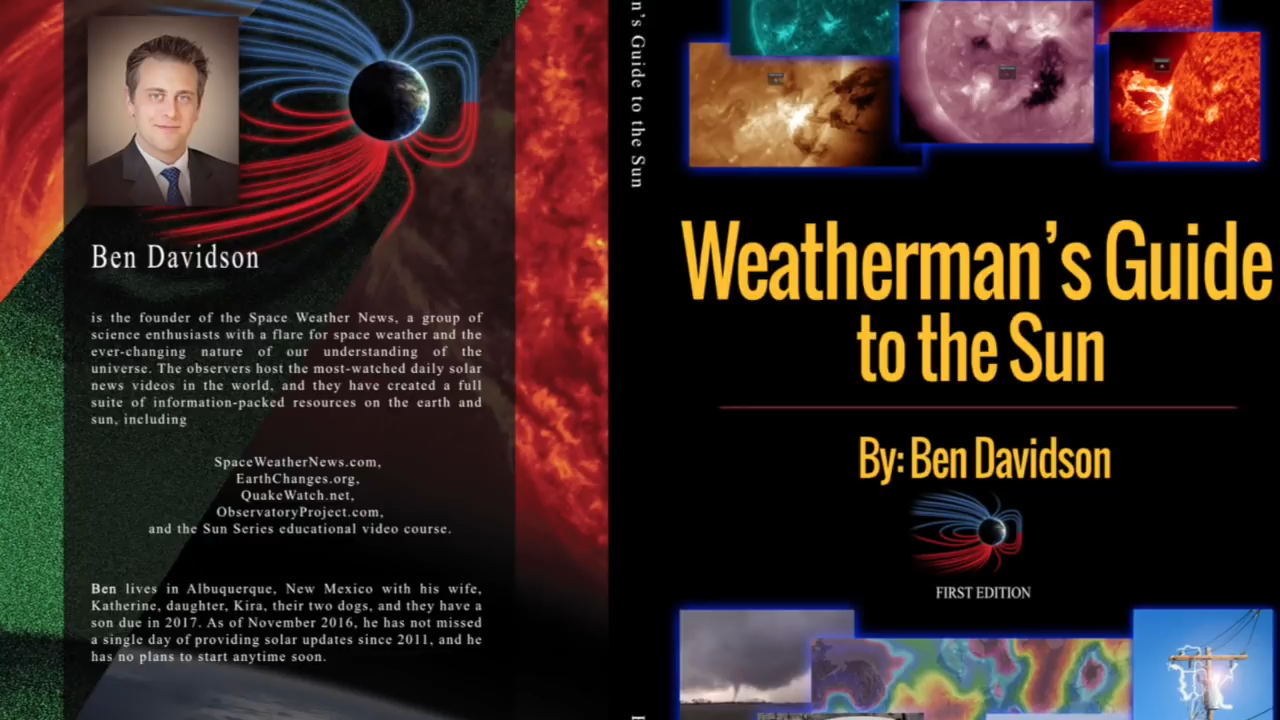 Ben Davidson
is the founder of the Space Weather News, a group of
science enthusiasts with a flare for space weather and the
ever-changing nature of our understanding of the
universe. The observers host the most-watched daily solar
news videos in the world, and they have created a full
suite of information-packed resources on the earth and
sun, including
SpaceWeatherNews.com,
EarthChanges.org,
QuakeWatch.net,
ObservatoryProject.com,
and the Sun Series educational video course.
Ben lives in Albuquerque, New Mexico with his wife,
Katherine, daughter, Kira, their two dogs, and they have a
son due in 2017. As of November 2016, he has not missed
a single day of providing solar updates since 2011, and he
has no plans to start anytime soon.
n's Guide to the Sun
Weatherman's Guide
to the Sun
By: Ben Davidson
FIRST EDITION